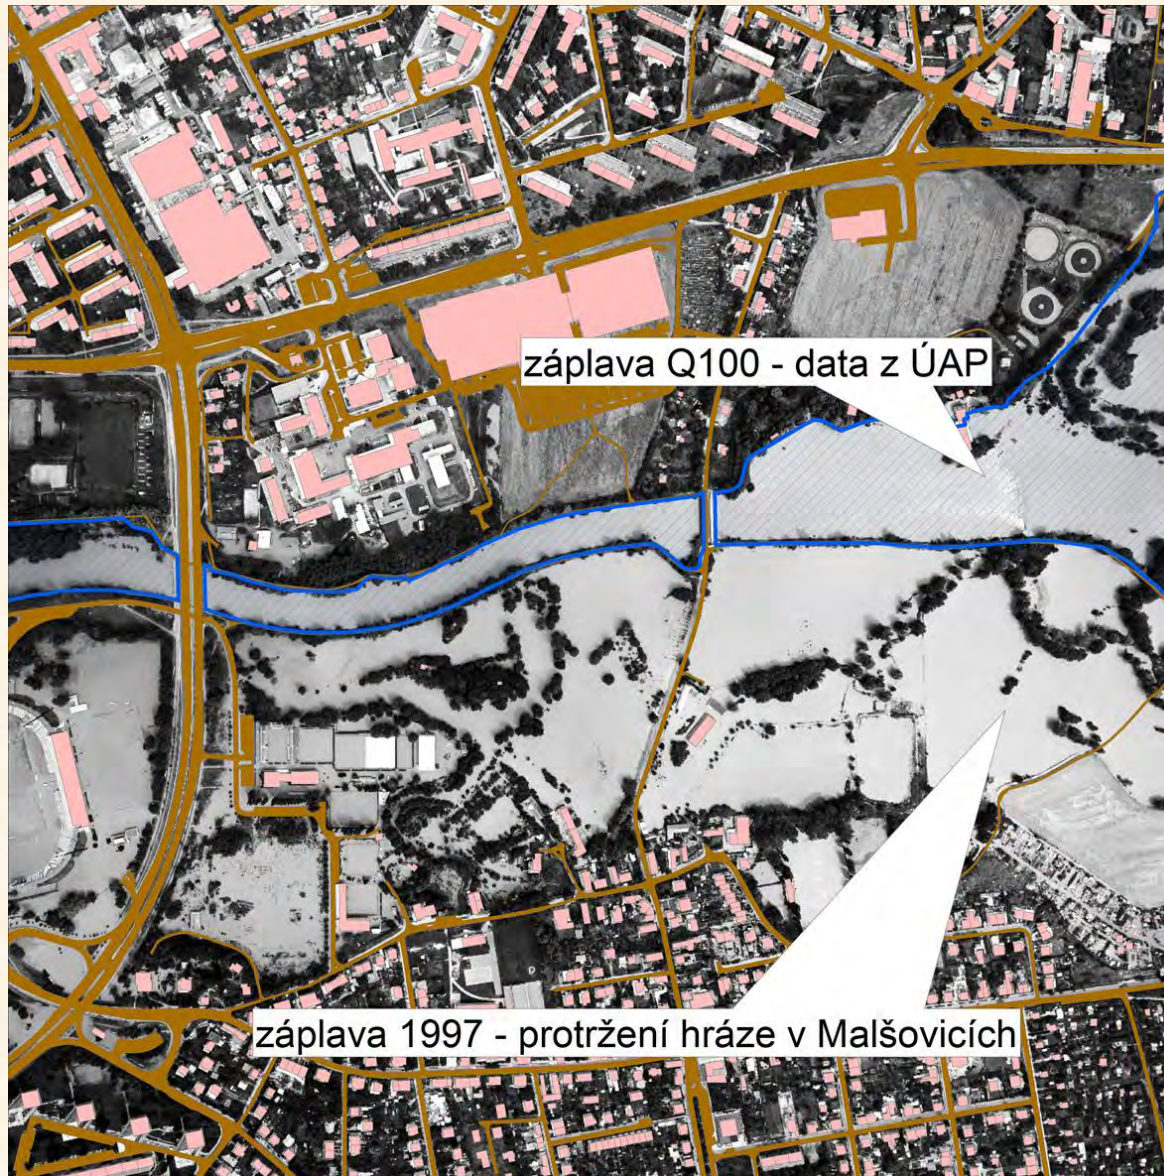 záplava Q100 - data z ÚAP
záplava 1997 - protržení hráze v Malšovicích